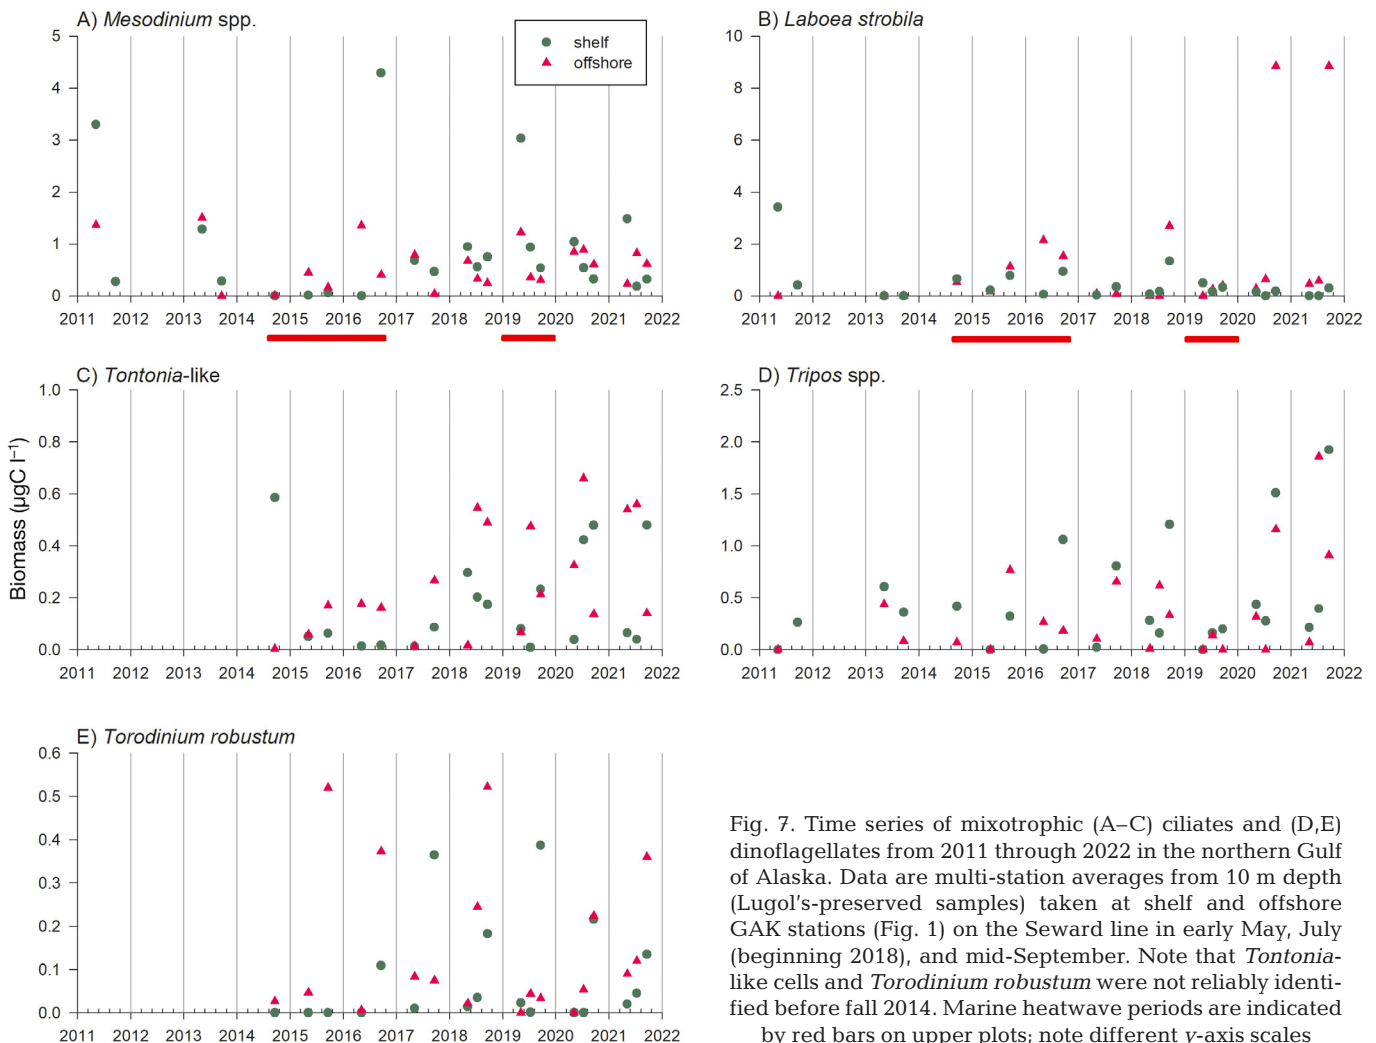 A) Mesodinium spp.
shelf
offshore
5
4
3
2
1
0
2011 2012 2013 2014 2015 2016 2017 2018 2019 2020 2021 2022
B) Laboea strobila
10
8
6
4
2
0
2011 2012 2013 2014 2015 2016 2017 2018 2019 2020 2021 2022
C) Tontonia-like
Biomass (µgC l⁻¹)
1.0
0.8
0.6
0.4
0.2
0.0
2011 2012 2013 2014 2015 2016 2017 2018 2019 2020 2021 2022
D) Tripos spp.
2.5
2.0
1.5
1.0
0.5
0.0
2011 2012 2013 2014 2015 2016 2017 2018 2019 2020 2021 2022
E) Torodinium robustum
0.6
0.5
0.4
0.3
0.2
0.1
0.0
2011 2012 2013 2014 2015 2016 2017 2018 2019 2020 2021 2022
Fig. 7. Time series of mixotrophic (A–C) ciliates and (D,E)
dinoflagellates from 2011 through 2022 in the northern Gulf
of Alaska. Data are multi-station averages from 10 m depth
(Lugol's-preserved samples) taken at shelf and offshore
GAK stations (Fig. 1) on the Seward line in early May, July
(beginning 2018), and mid-September. Note that Tontonia-
like cells and Torodinium robustum were not reliably identi-
fied before fall 2014. Marine heatwave periods are indicated
by red bars on upper plots; note different y-axis scales